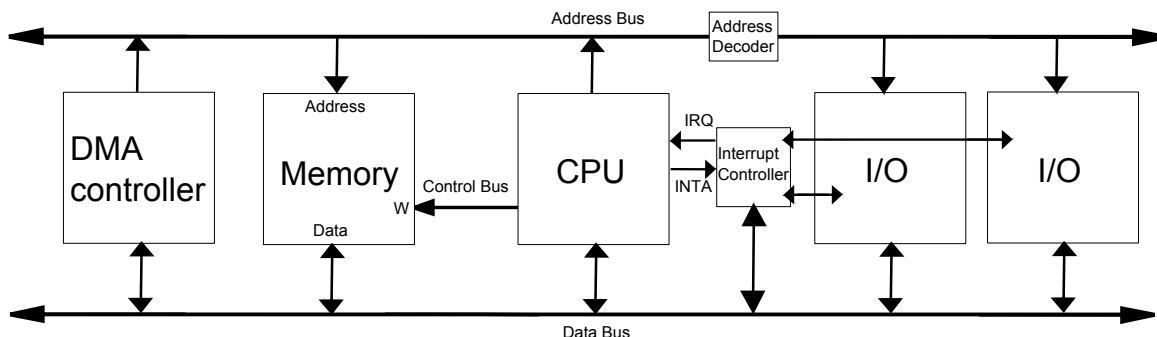 Address Bus
Address
Decoder
DMA
controller
Address
Memory
Data
W
Control Bus
CPU
IRQ
INTA
Interrupt
Controller
I/O
I/O
Data Bus